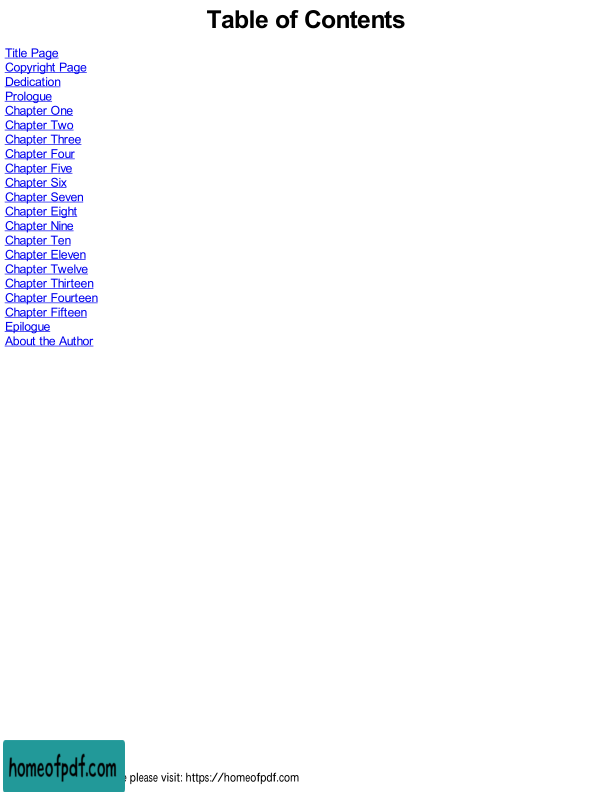 Table of Contents
Title Page
Copyright Page
Dedication
Prologue
Chapter One
Chapter Two
Chapter Three
Chapter Four
Chapter Five
Chapter Six
Chapter Seven
Chapter Eight
Chapter Nine
Chapter Ten
Chapter Eleven
Chapter Twelve
Chapter Thirteen
Chapter Fourteen
Chapter Fifteen
Epilogue
About the Author
homeofpdf.com
please visit: https://homeofpdf.com